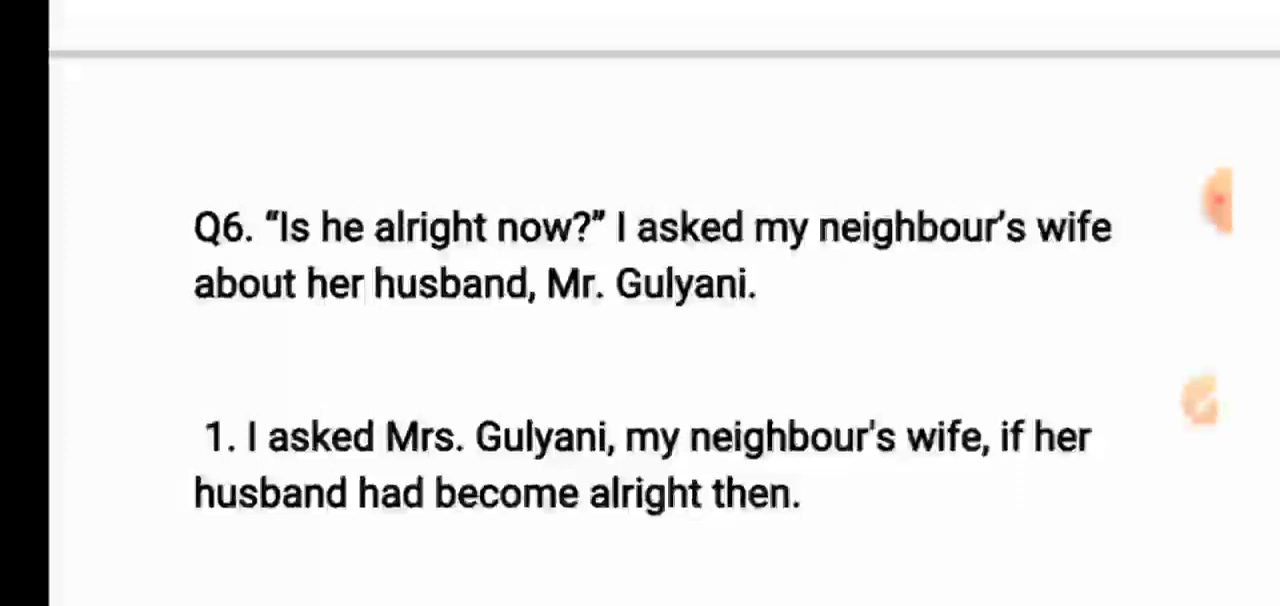 Q6. “Is he alright now?” I asked my neighbour’s wife
about her husband, Mr. Gulyani.
1. I asked Mrs. Gulyani, my neighbour's wife, if her
husband had become alright then.